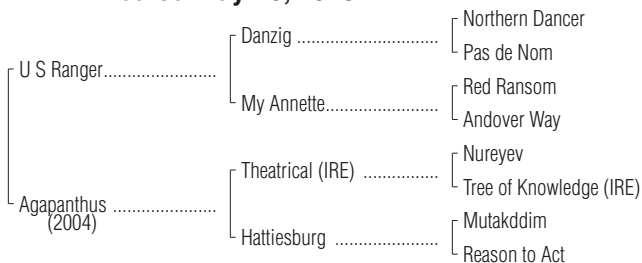 Northern Dancer
Danzig ................................
Pas de Nom
U S Ranger..........................
Red Ransom
My Annette..........................
Andover Way
Nureyev
Theatrical (IRE) .................
Tree of Knowledge (IRE)
Agapanthus ........................
(2004)
Mutakddim
Hattiesburg ........................
Reason to Act